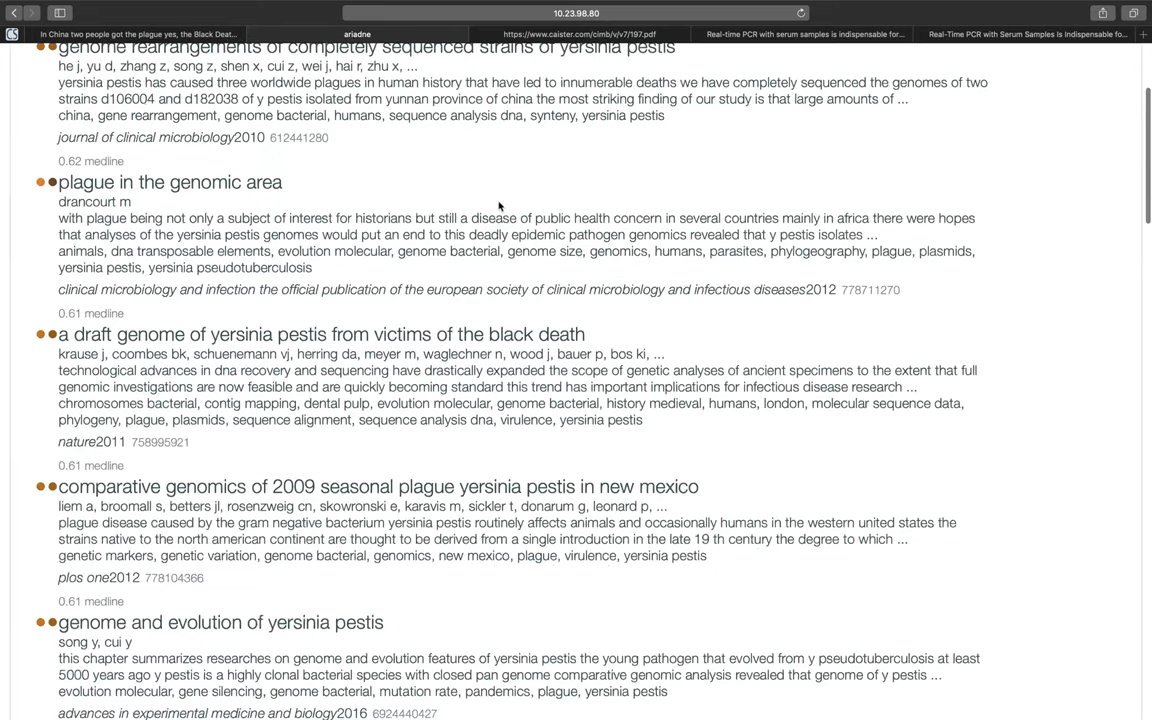 10.23.98.80
In China two people got the plague yes, the Black Deat...
ariadne
https://www.caister.com/cimb/v/v7/197.pdf
Real-time PCR with serum samples is indispensable for...
Real-Time PCR with Serum Samples Is Indispensable fo...
genome rearrangements of completely sequenced strains of yersinia pestis
he j, yu d, zhang z, song z, shen x, cui z, wei j, hai r, zhu x, ...
yersinia pestis has caused three worldwide plagues in human history that have led to innumerable deaths we have completely sequenced the genomes of two
strains d106004 and d182038 of y pestis isolated from yunnan province of china the most striking finding of our study is that large amounts of ...
china, gene rearrangement, genome bacterial, humans, sequence analysis dna, synteny, yersinia pestis
journal of clinical microbiology2010 612441280
0.62 medline
plague in the genomic area
drancourt m
with plague being not only a subject of interest for historians but still a disease of public health concern in several countries mainly in africa there were hopes
that analyses of the yersinia pestis genomes would put an end to this deadly epidemic pathogen genomics revealed that y pestis isolates ...
animals, dna transposable elements, evolution molecular, genome bacterial, genome size, genomics, humans, parasites, phylogeography, plague, plasmids,
yersinia pestis, yersinia pseudotuberculosis
clinical microbiology and infection the official publication of the european society of clinical microbiology and infectious diseases2012 778711270
0.61 medline
a draft genome of yersinia pestis from victims of the black death
krause j, coombes bk, schuenemann vj, herring da, meyer m, waglechner n, wood j, bauer p, bos ki, ...
technological advances in dna recovery and sequencing have drastically expanded the scope of genetic analyses of ancient specimens to the extent that full
genomic investigations are now feasible and are quickly becoming standard this trend has important implications for infectious disease research ...
chromosomes bacterial, contig mapping, dental pulp, evolution molecular, genome bacterial, history medieval, humans, london, molecular sequence data,
phylogeny, plague, plasmids, sequence alignment, sequence analysis dna, virulence, yersinia pestis
nature2011 758995921
0.61 medline
comparative genomics of 2009 seasonal plague yersinia pestis in new mexico
liem a, broomall s, betters jl, rosenzweig cn, skowronski e, karavis m, sickler t, donarum g, leonard p, ...
plague disease caused by the gram negative bacterium yersinia pestis routinely affects animals and occasionally humans in the western united states the
strains native to the north american continent are thought to be derived from a single introduction in the late 19 th century the degree to which ...
genetic markers, genetic variation, genome bacterial, genomics, new mexico, plague, virulence, yersinia pestis
plos one2012 778104366
0.61 medline
genome and evolution of yersinia pestis
song y, cui y
this chapter summarizes researches on genome and evolution features of yersinia pestis the young pathogen that evolved from y pseudotuberculosis at least
5000 years ago y pestis is a highly clonal bacterial species with closed pan genome comparative genomic analysis revealed that genome of y pestis ...
evolution molecular, gene silencing, genome bacterial, mutation rate, pandemics, plague, yersinia pestis
advances in experimental medicine and biology2016 6924440427